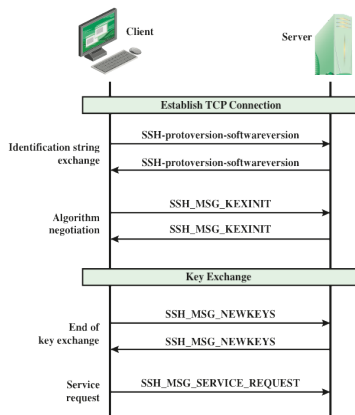 Client
Server
Establish TCP Connection
Identification string
exchange
SSH-protoversion-softwareversion
SSH-protoversion-softwareversion
Algorithm
negotiation
SSH_MSG_KEXINIT
SSH_MSG_KEXINIT
Key Exchange
End of
key exchange
SSH_MSG_NEWKEYS
SSH_MSG_NEWKEYS
Service
request
SSH_MSG_SERVICE_REQUEST